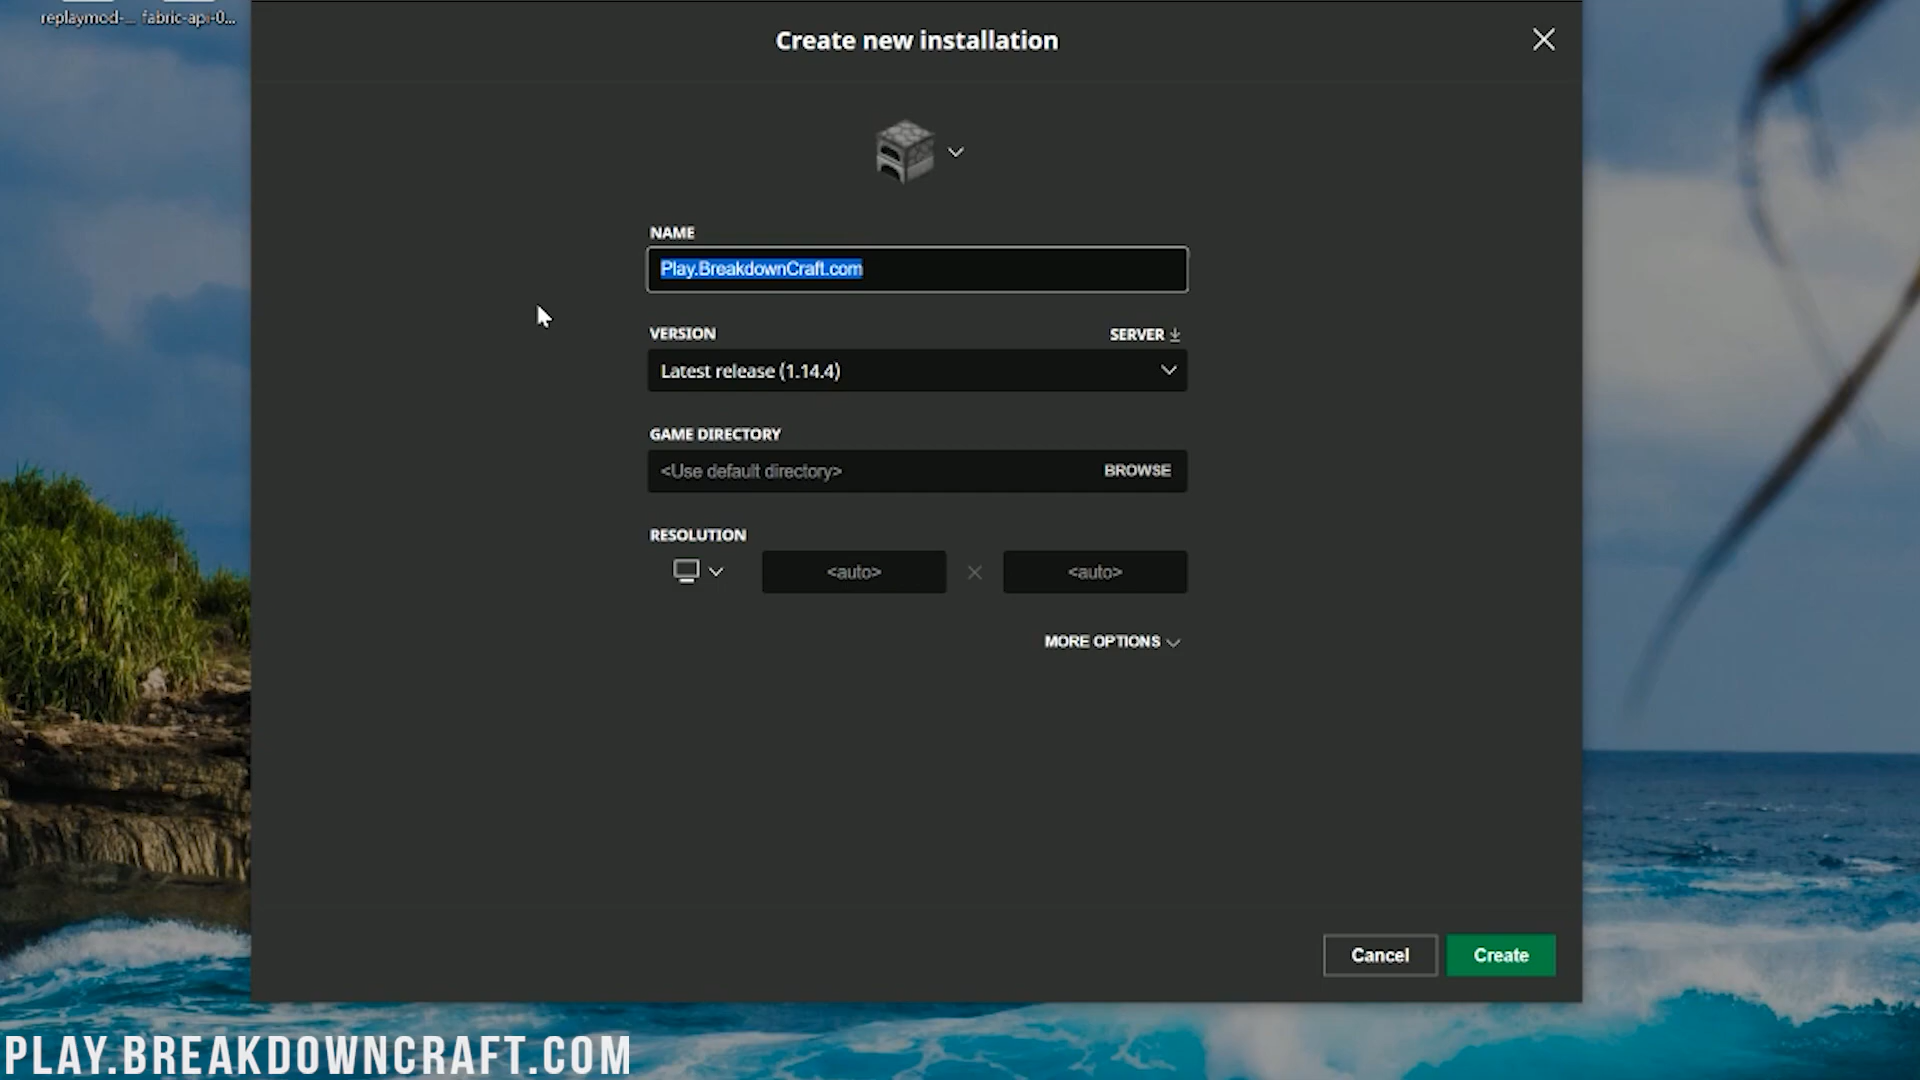 replaymod-... fabric-api-0...
Create new installation
NAME
Play.BreakdownCraft.com
VERSION
SERVER
Latest release (1.14.4)
GAME DIRECTORY
<Use default directory>
BROWSE
RESOLUTION
<auto>
<auto>
MORE OPTIONS
Cancel
Create
PLAY.BREAKDOWNCRAFT.COM